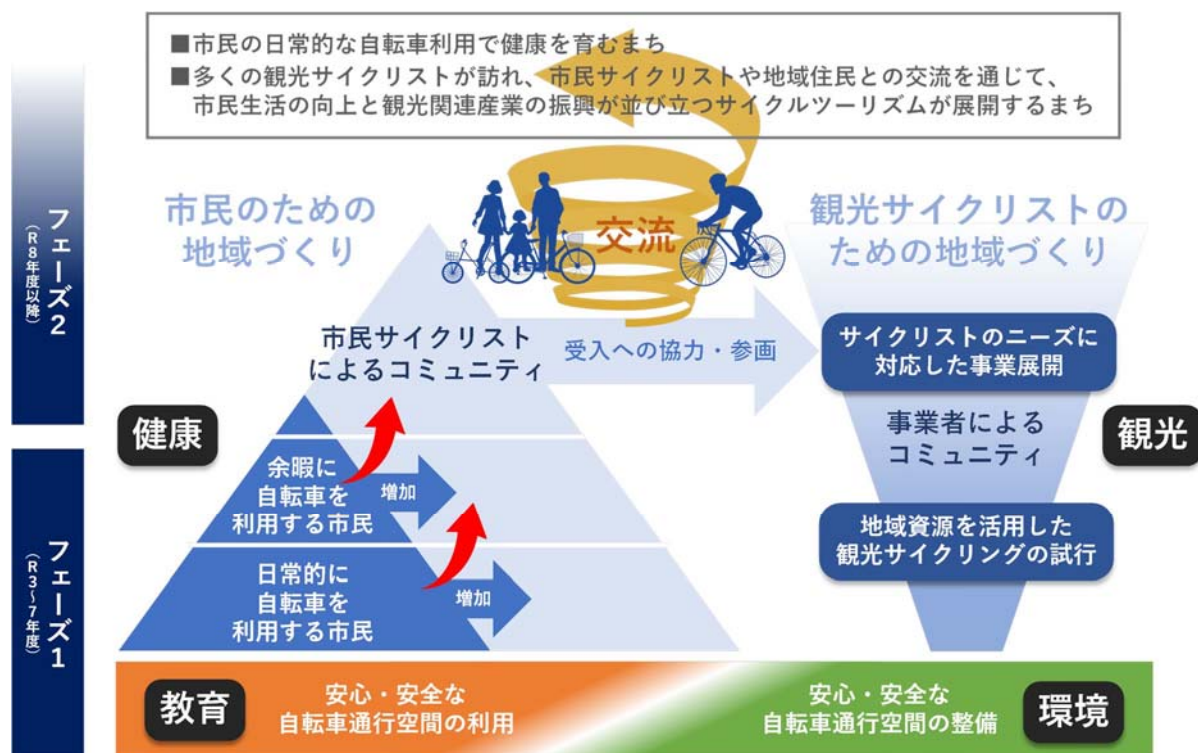 ■市民の日常的な自転車利用で健康を育むまち
■多くの観光サイクリストが訪れ、市民サイクリストや地域住民との交流を通じて、
市民生活の向上と観光関連産業の振興が並び立つサイクルツーリズムが展開するまち
フェーズ2
（R8年度以降）
市民のための
地域づくり
交流
観光サイクリストの
ための地域づくり
市民サイクリスト
によるコミュニティ
受入への協力・参画
サイクリストのニーズに
対応した事業展開
健康
事業者による
コミュニティ
観光
フェーズ1
（R3～7年度）
余暇に
自転車を
利用する市民
増加
地域資源を活用した
観光サイクリングの試行
日常的に
自転車を
利用する市民
増加
教育
安心・安全な
自転車通行空間の利用
安心・安全な
自転車通行空間の整備
環境